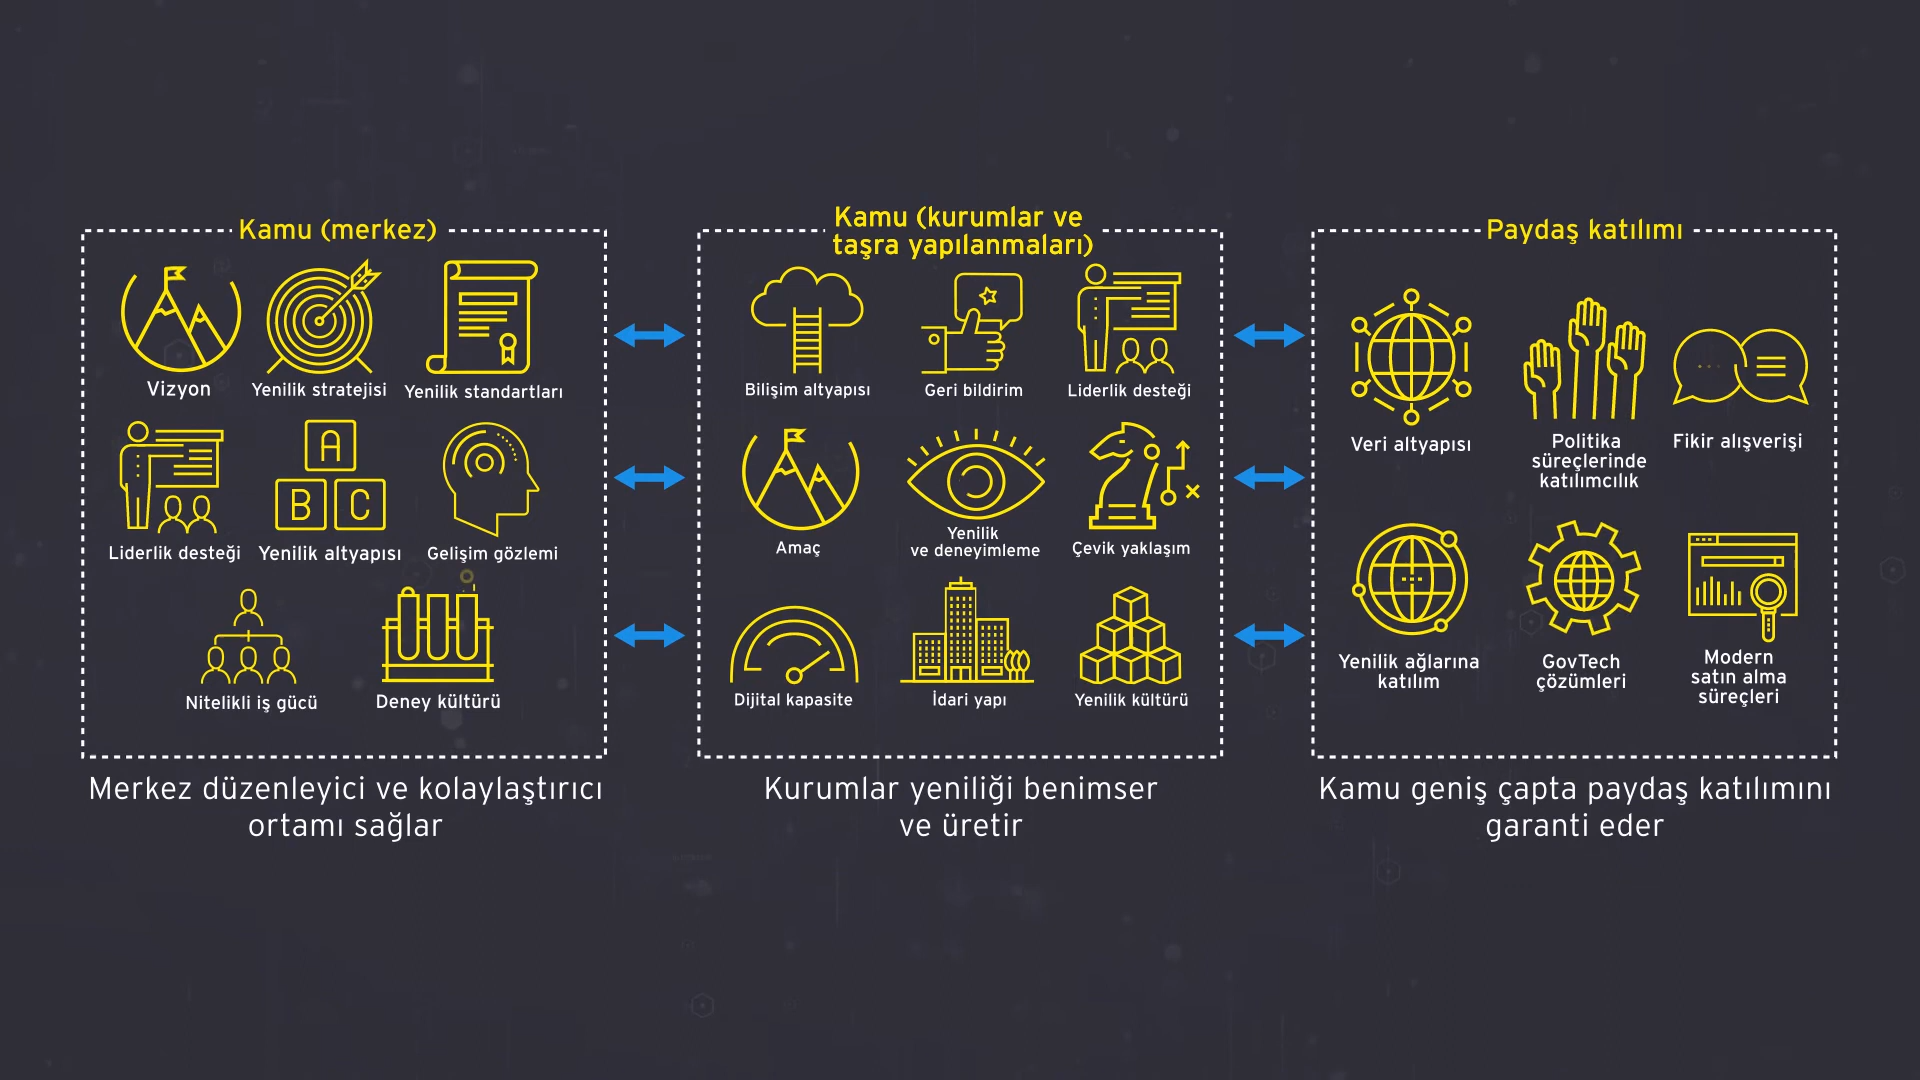 Kamu (merkez)
Vizyon
Yenilik stratejisi
Yenilik standartları
Liderlik desteği
A
B
C
Yenilik altyapısı
Gelişim gözlemi
Nitelikli iş gücü
Deney kültürü
Merkez düzenleyici ve kolaylaştırıcı
ortamı sağlar
Kamu (kurumlar ve
taşra yapılanmaları)
Bilişim altyapısı
Geri bildirim
Liderlik desteği
Amaç
Yenilik
ve deneyimleme
Çevik yaklaşım
Dijital kapasite
İdari yapı
Yenilik kültürü
Kurumlar yeniliği benimser
ve üretir
Paydaş katılımı
Veri altyapısı
Politika
süreçlerinde
katılımcılık
Fikir alışverişi
Yenilik ağlarına
katılım
GovTech
çözümleri
Modern
satın alma
süreçleri
Kamu geniş çapta paydaş katılımını
garanti eder